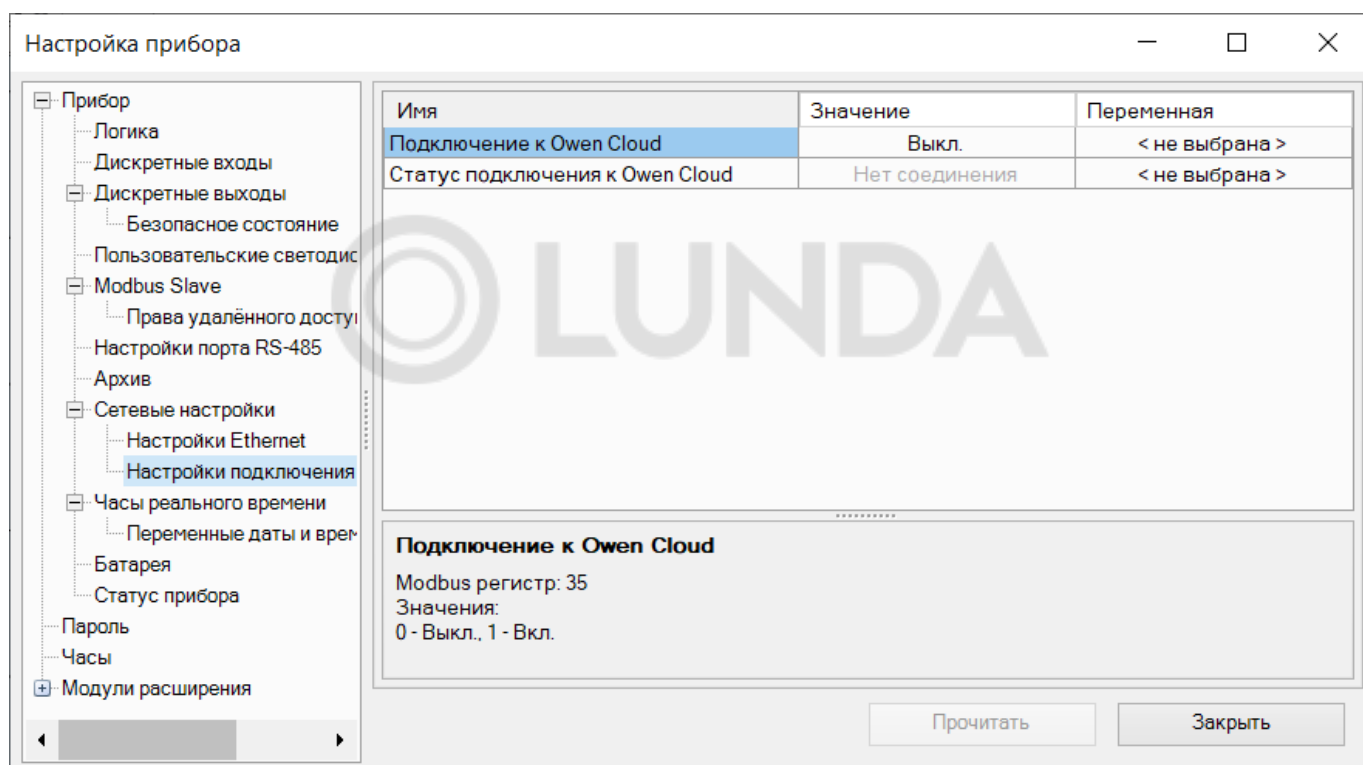 Настройка прибора
Прибор
Логика
Дискретные входы
Дискретные выходы
Безопасное состояние
Пользовательские светодис
Modbus Slave
Права удалённого досту
Настройки порта RS-485
Архив
Сетевые настройки
Настройки Ethernet
Настройки подключения
Часы реального времени
Переменные даты и врем
Батарея
Статус прибора
Пароль
Часы
Модули расширения
Имя Значение Переменная
Подключение к Owen Cloud Выкл. < не выбрана >
Статус подключения к Owen Cloud Нет соединения < не выбрана >
LUNDA
Подключение к Owen Cloud
Modbus регистр: 35
Значения:
0 - Выкл., 1 - Вкл.
Прочитать Закрыть